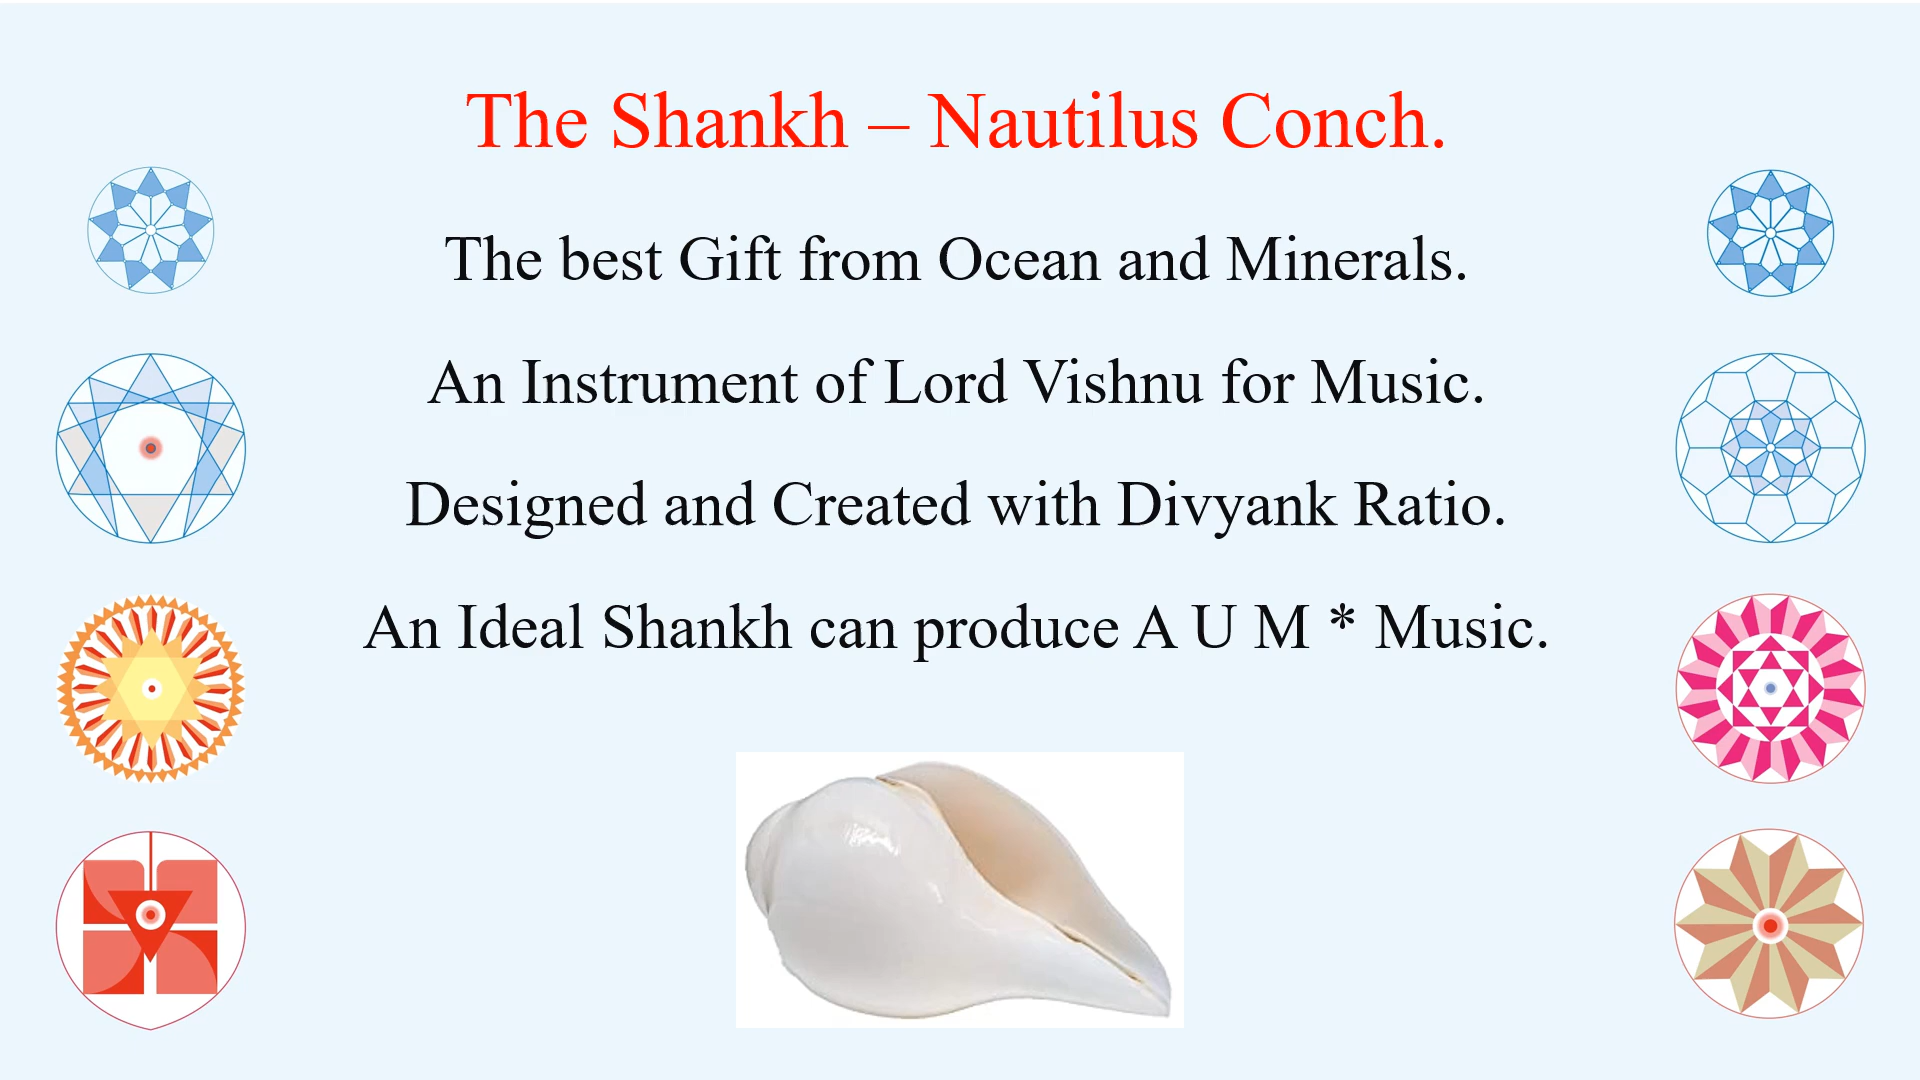 The Shankh – Nautilus Conch.
The best Gift from Ocean and Minerals.
An Instrument of Lord Vishnu for Music.
Designed and Created with Divyank Ratio.
An Ideal Shankh can produce A U M * Music.